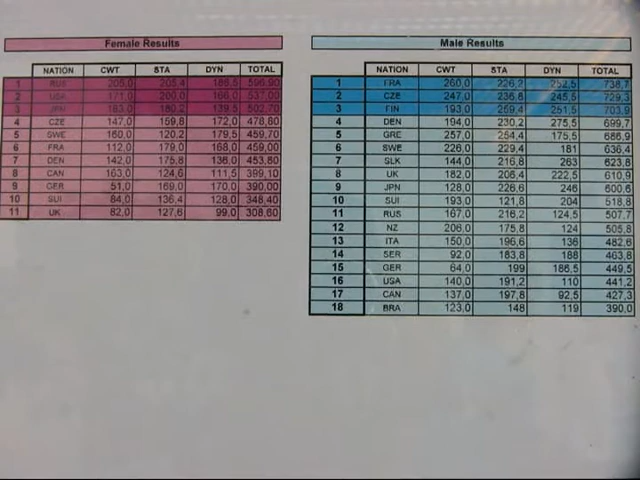 Female Results
NATION CWT STA DYN TOTAL
1 RUS 205,0 205,4 186,5 596,90
2 USA 171,0 200,0 166,0 537,00
3 JPN 183,0 180,2 139,5 502,70
4 CZE 147,0 159,8 172,0 478,80
5 SWE 160,0 120,2 179,5 459,70
6 FRA 112,0 179,0 168,0 459,00
7 DEN 142,0 175,8 136,0 453,80
8 CAN 163,0 124,6 111,5 399,10
9 GER 51,0 169,0 170,0 390,00
10 SUI 84,0 136,4 128,0 348,40
11 UK 82,0 127,6 99,0 308,60
Male Results
NATION CWT STA DYN TOTAL
1 FRA 260,0 226,2 252,5 738,7
2 CZE 247,0 236,8 245,5 729,3
3 FIN 193,0 259,4 251,5 703,9
4 DEN 194,0 230,2 275,5 699,7
5 GRE 257,0 254,4 175,5 686,9
6 SWE 226,0 229,4 181 636,4
7 SLK 144,0 216,8 263 623,8
8 UK 182,0 206,4 222,5 610,9
9 JPN 128,0 226,6 246 600,6
10 SUI 193,0 121,8 204 518,8
11 RUS 167,0 216,2 124,5 507,7
12 NZ 206,0 175,8 124 505,8
13 ITA 150,0 196,6 136 482,6
14 SER 92,0 183,8 188 463,8
15 GER 64,0 199 186,5 449,5
16 USA 140,0 191,2 110 441,2
17 CAN 137,0 197,8 92,5 427,3
18 BRA 123,0 148 119 390,0